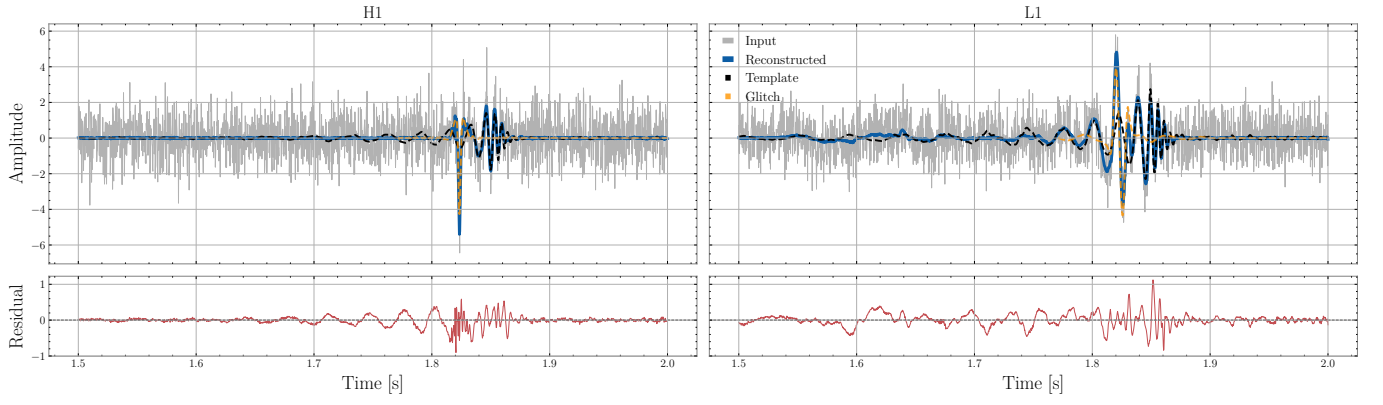 H1
L1
6
4
2
0
−2
−4
−6
Amplitude
Input
Reconstructed
Template
Glitch
1
0
−1
Residual
1.5 1.6 1.7 1.8 1.9 2.0
1.5 1.6 1.7 1.8 1.9 2.0
Time [s]
Time [s]